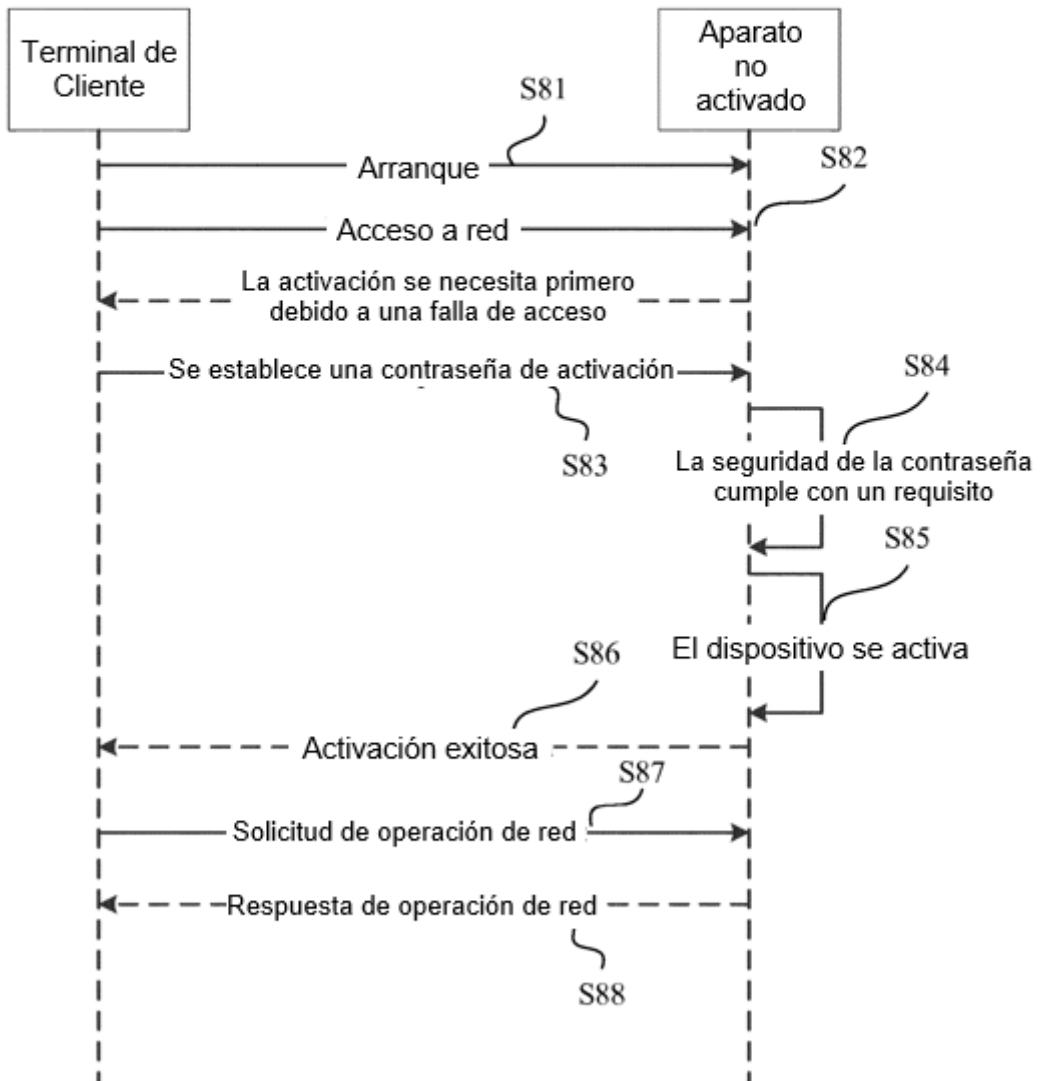 Terminal de
Cliente
Aparato
no
activado
S81
Arranque
S82
Acceso a red
La activación se necesita primero
debido a una falla de acceso
Se establece una contraseña de activación
S83
S84
La seguridad de la contraseña
cumple con un requisito
S85
El dispositivo se activa
S86
Activación exitosa
S87
Solicitud de operación de red
Respuesta de operación de red
S88